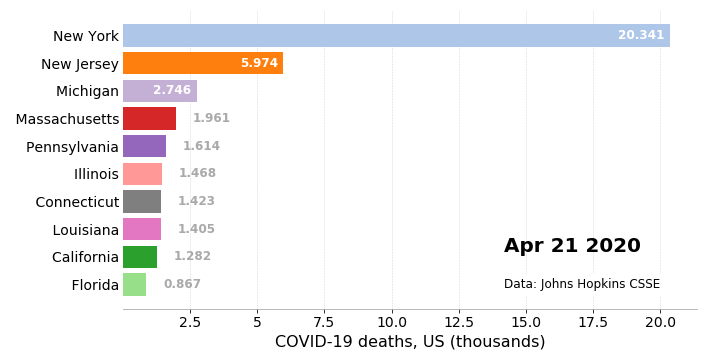 New York 20.341
New Jersey 5.974
Michigan 2.746
Massachusetts 1.961
Pennsylvania 1.614
Illinois 1.468
Connecticut 1.423
Louisiana 1.405
California 1.282
Florida 0.867
Apr 21 2020
Data: Johns Hopkins CSSE
2.5 5 7.5 10.0 12.5 15.0 17.5 20.0
COVID-19 deaths, US (thousands)